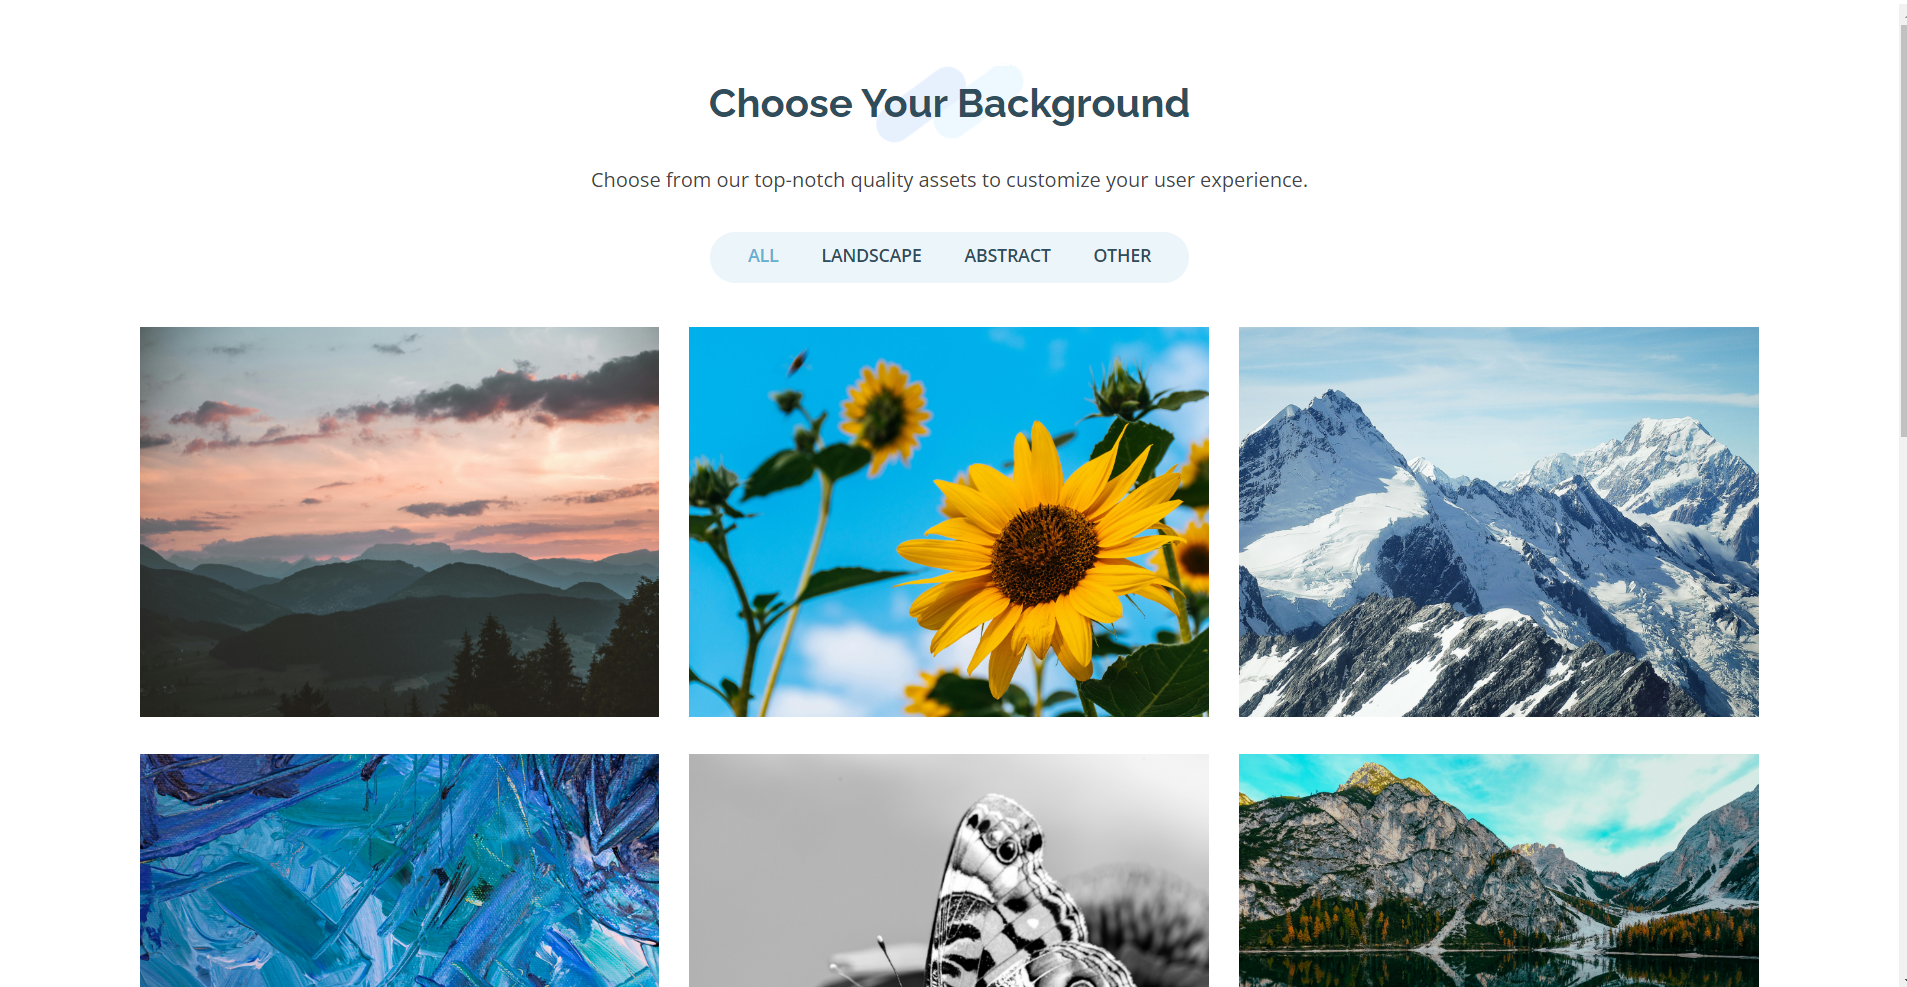 Choose Your Background
Choose from our top-notch quality assets to customize your user experience.
ALL LANDSCAPE ABSTRACT OTHER